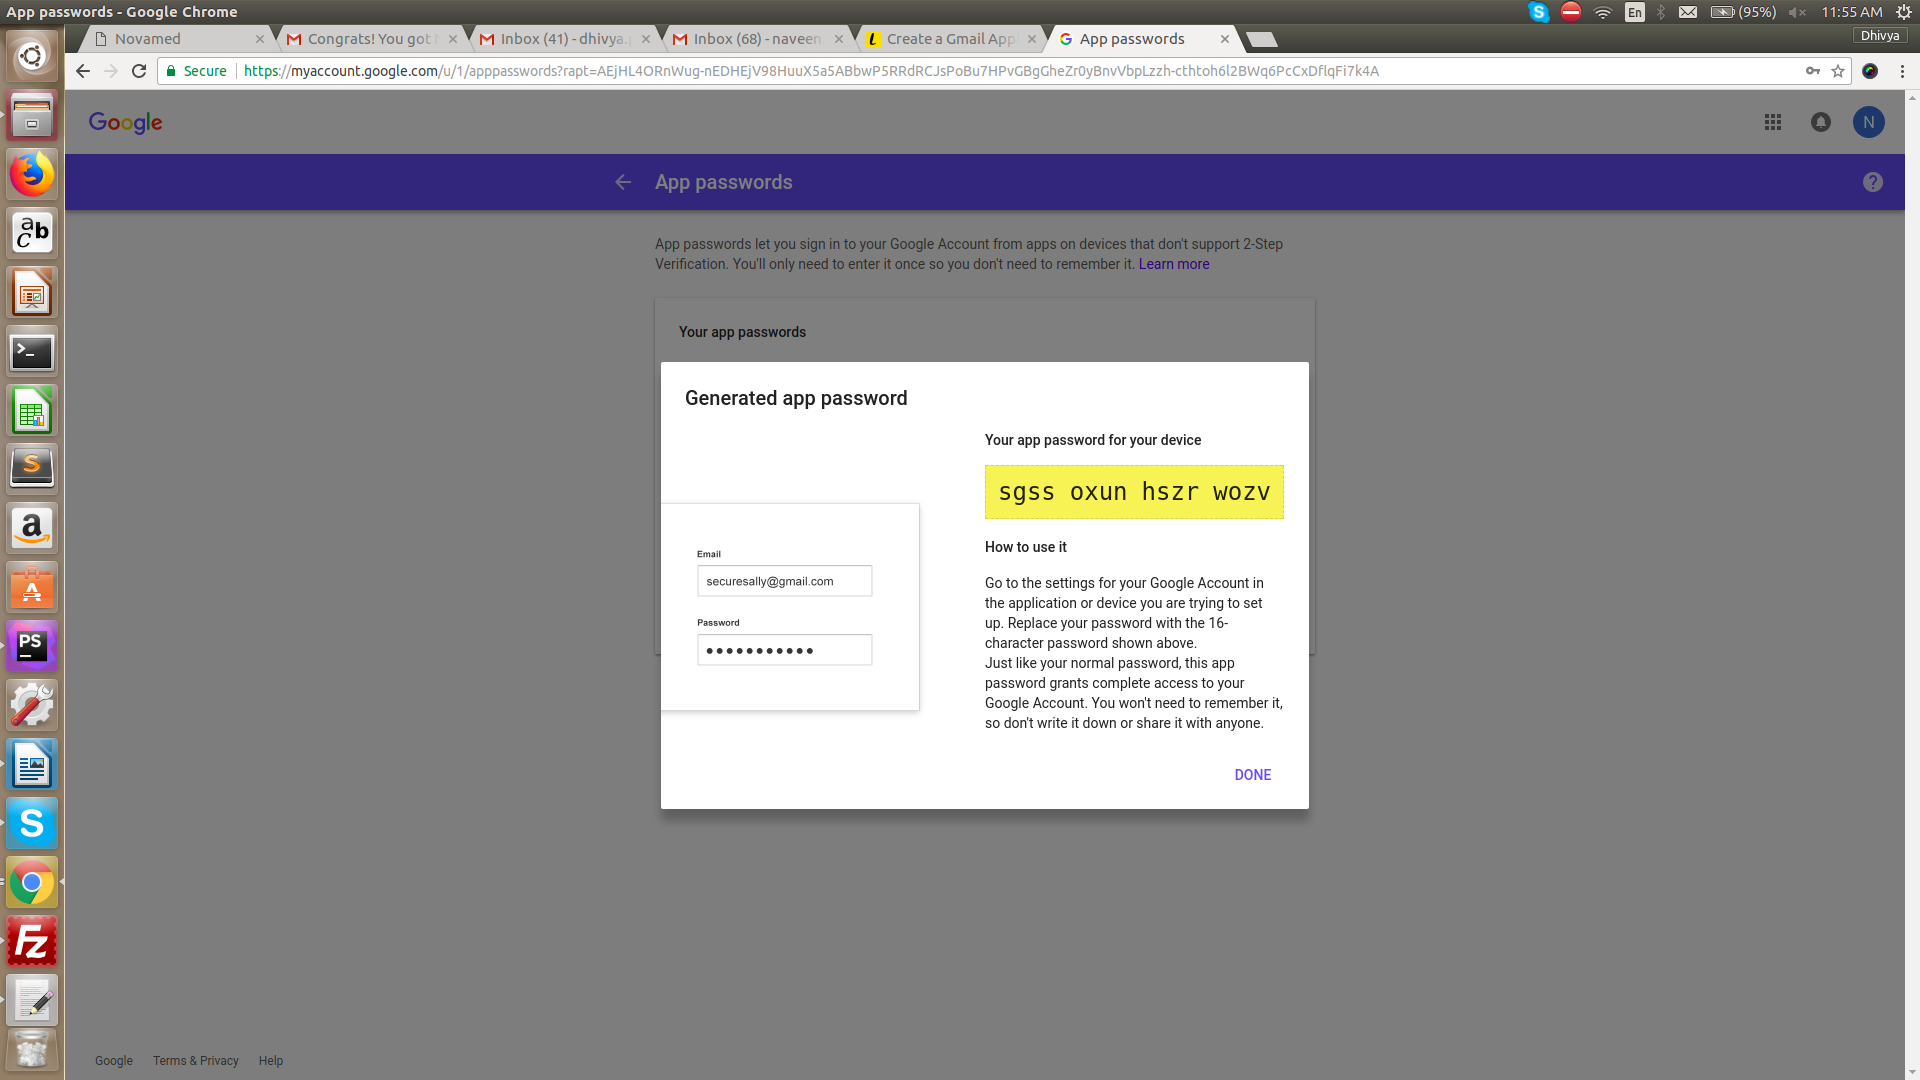 App passwords - Google Chrome
En
(95%)
11:55 AM
Novamed
Congrats! You got
Inbox (41) - dhivya.
Inbox (68) - naveen
Create a Gmail App
App passwords
Dhivya
Secure
https://myaccount.google.com/u/1/apppasswords?rapt=AEjHL4ORnWug-nEDHEjV98HuuX5a5ABbwP5RRdRCJsPoBu7HPvGBgGheZr0yBnvVbpLzzh-cthtoh6l2BWq6PcCxDflqFi7k4A
Google
N
App passwords
App passwords let you sign in to your Google Account from apps on devices that don't support 2-Step
Verification. You'll only need to enter it once so you don't need to remember it. Learn more
Your app passwords
Generated app password
Your app password for your device
sgss oxun hszr wozv
Email
securesally@gmail.com
Password
How to use it
Go to the settings for your Google Account in
the application or device you are trying to set
up. Replace your password with the 16-
character password shown above.
Just like your normal password, this app
password grants complete access to your
Google Account. You won't need to remember it,
so don't write it down or share it with anyone.
DONE
Google
Terms & Privacy
Help